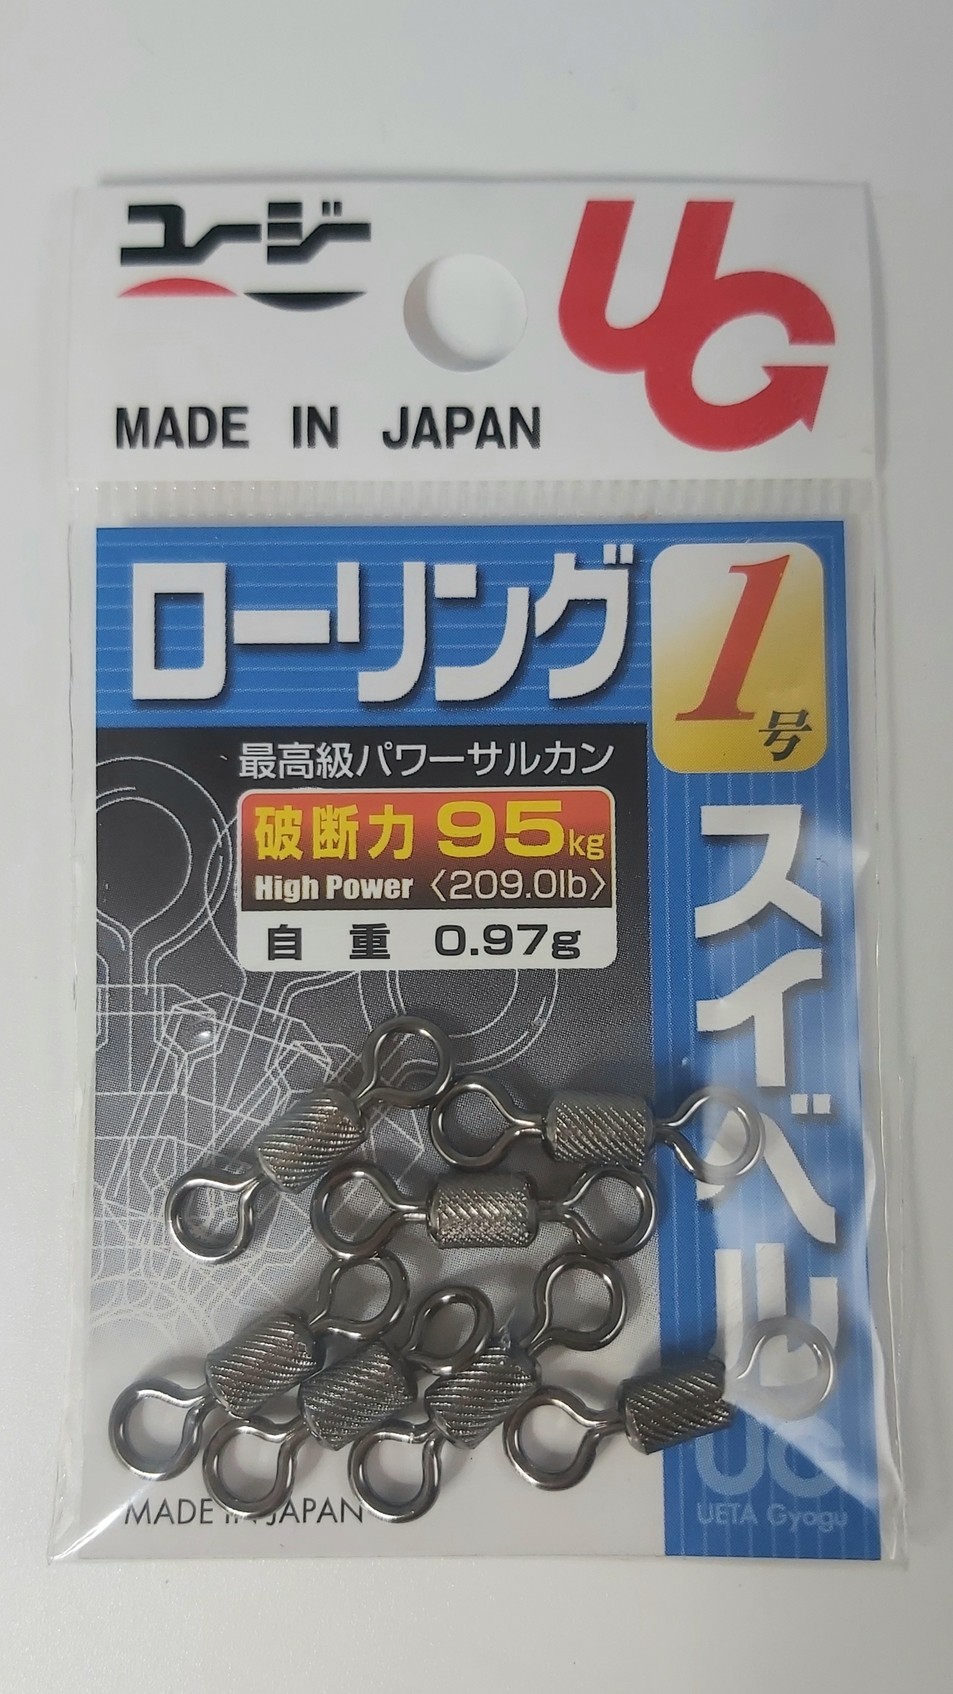 ユージ
UG
MADE IN JAPAN
ローリング
1号
スイベル
最高級パワーサルカン
破断力 95kg
High Power 〈209.0lb〉
自 重 0.97g
MADE IN JAPAN
UG
UETA Gyogu